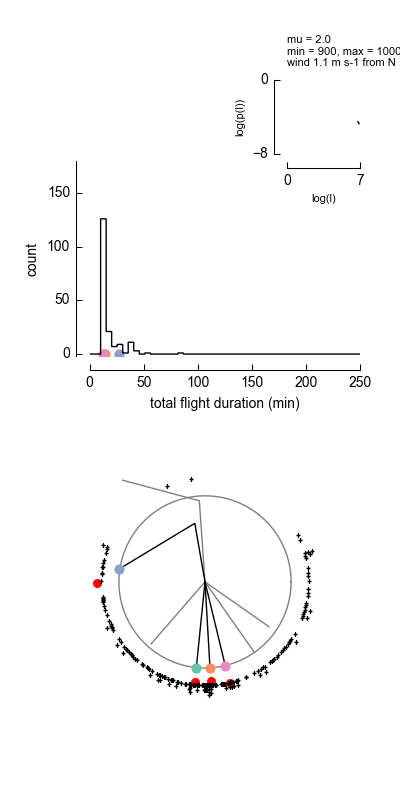 mu = 2.0
min = 900, max = 1000
wind 1.1 m s-1 from N
0
−8
log(p(l))
0 7
log(l)
150
100
50
0
count
0 50 100 150 200 250
total flight duration (min)